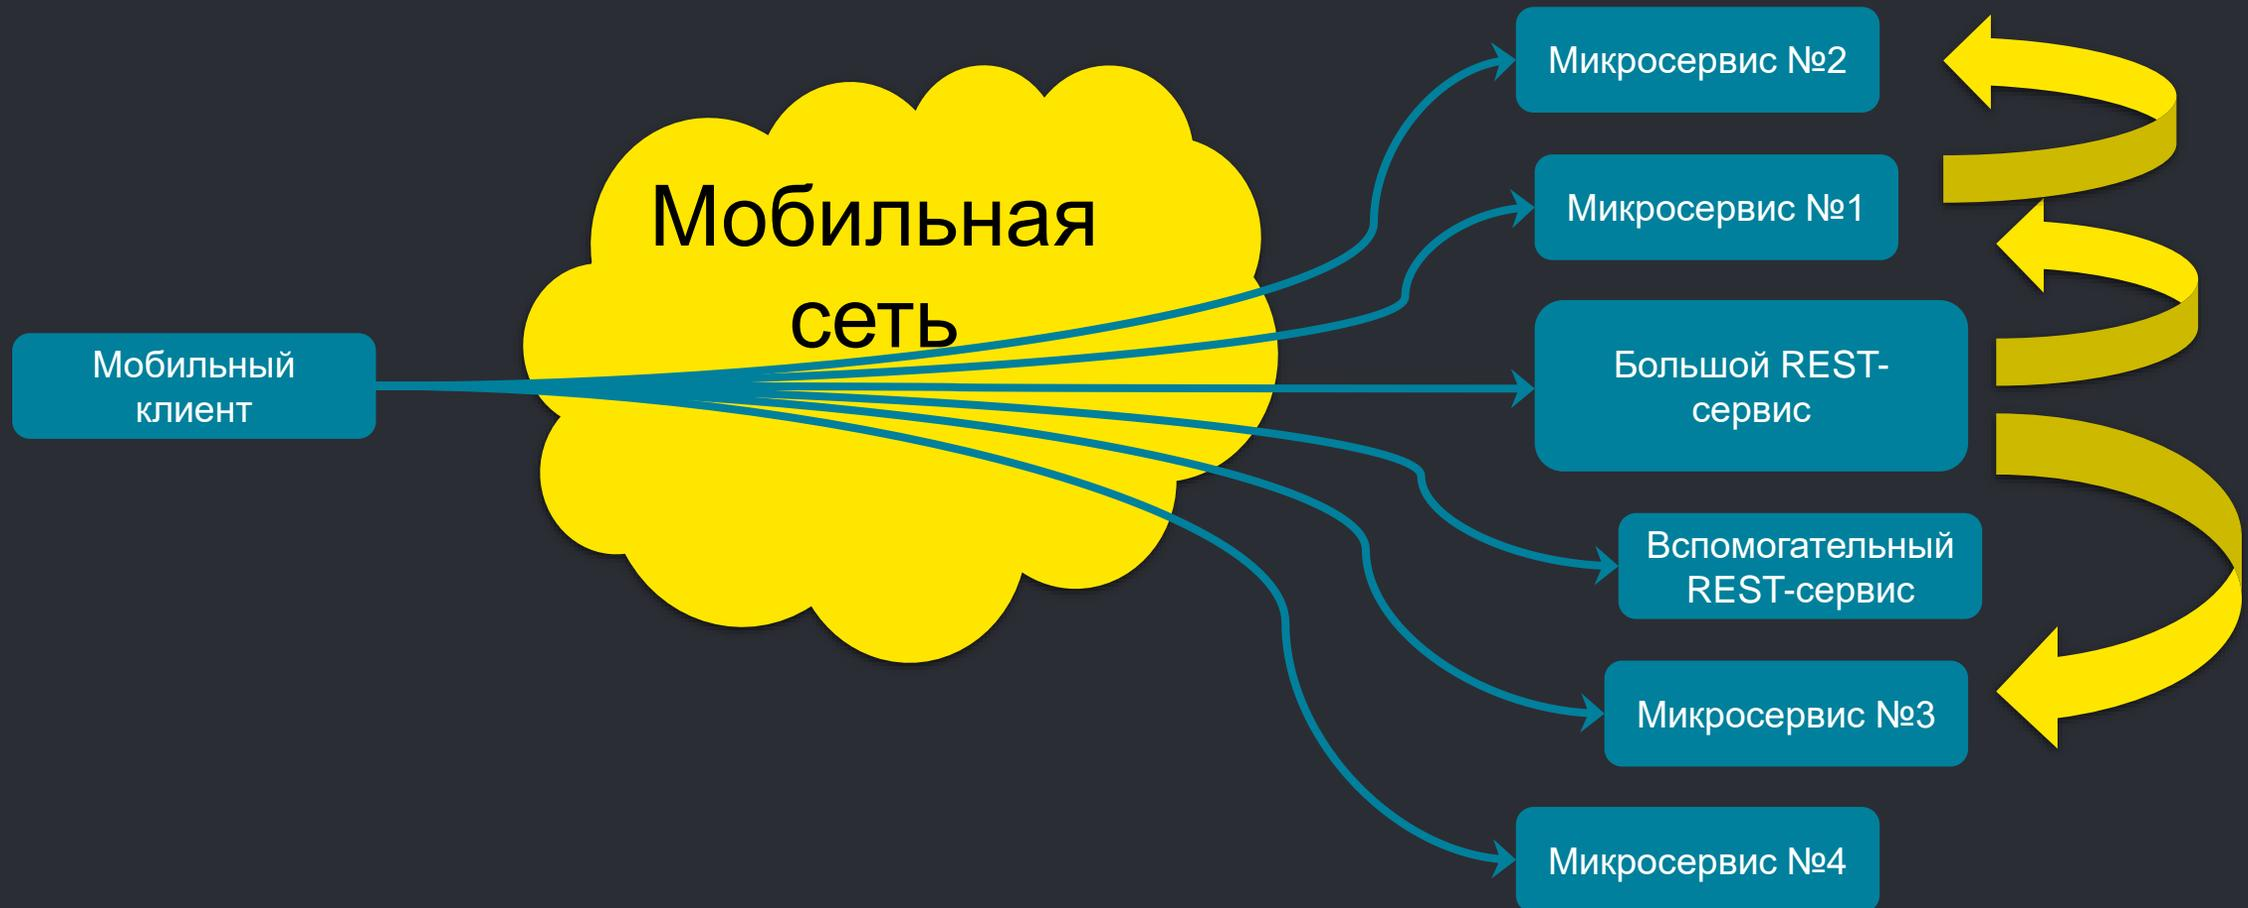 Мобильный
клиент
Мобильная
сеть
Микросервис №2
Микросервис №1
Большой REST-
сервис
Вспомогательный
REST-сервис
Микросервис №3
Микросервис №4